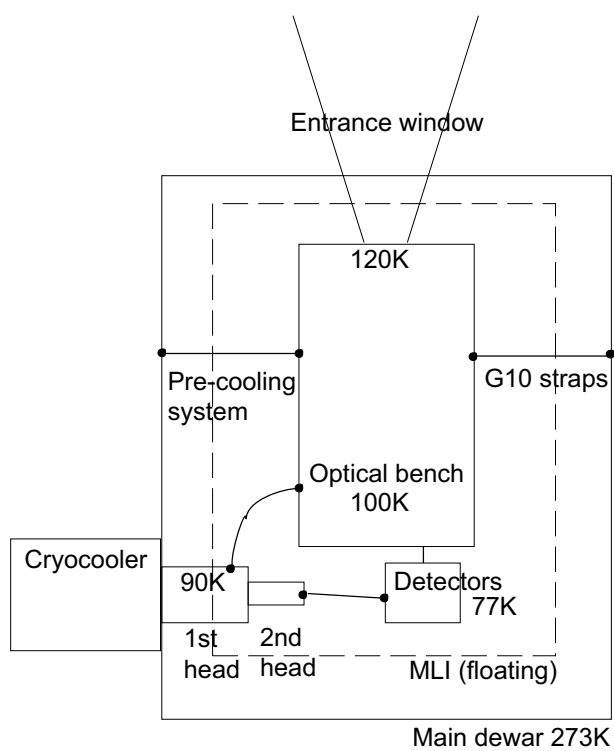 Entrance window
120K
Pre-cooling
system
G10 straps
Optical bench
100K
Cryocooler
90K
Detectors
77K
1st
head
2nd
head
MLI (floating)
Main dewar 273K